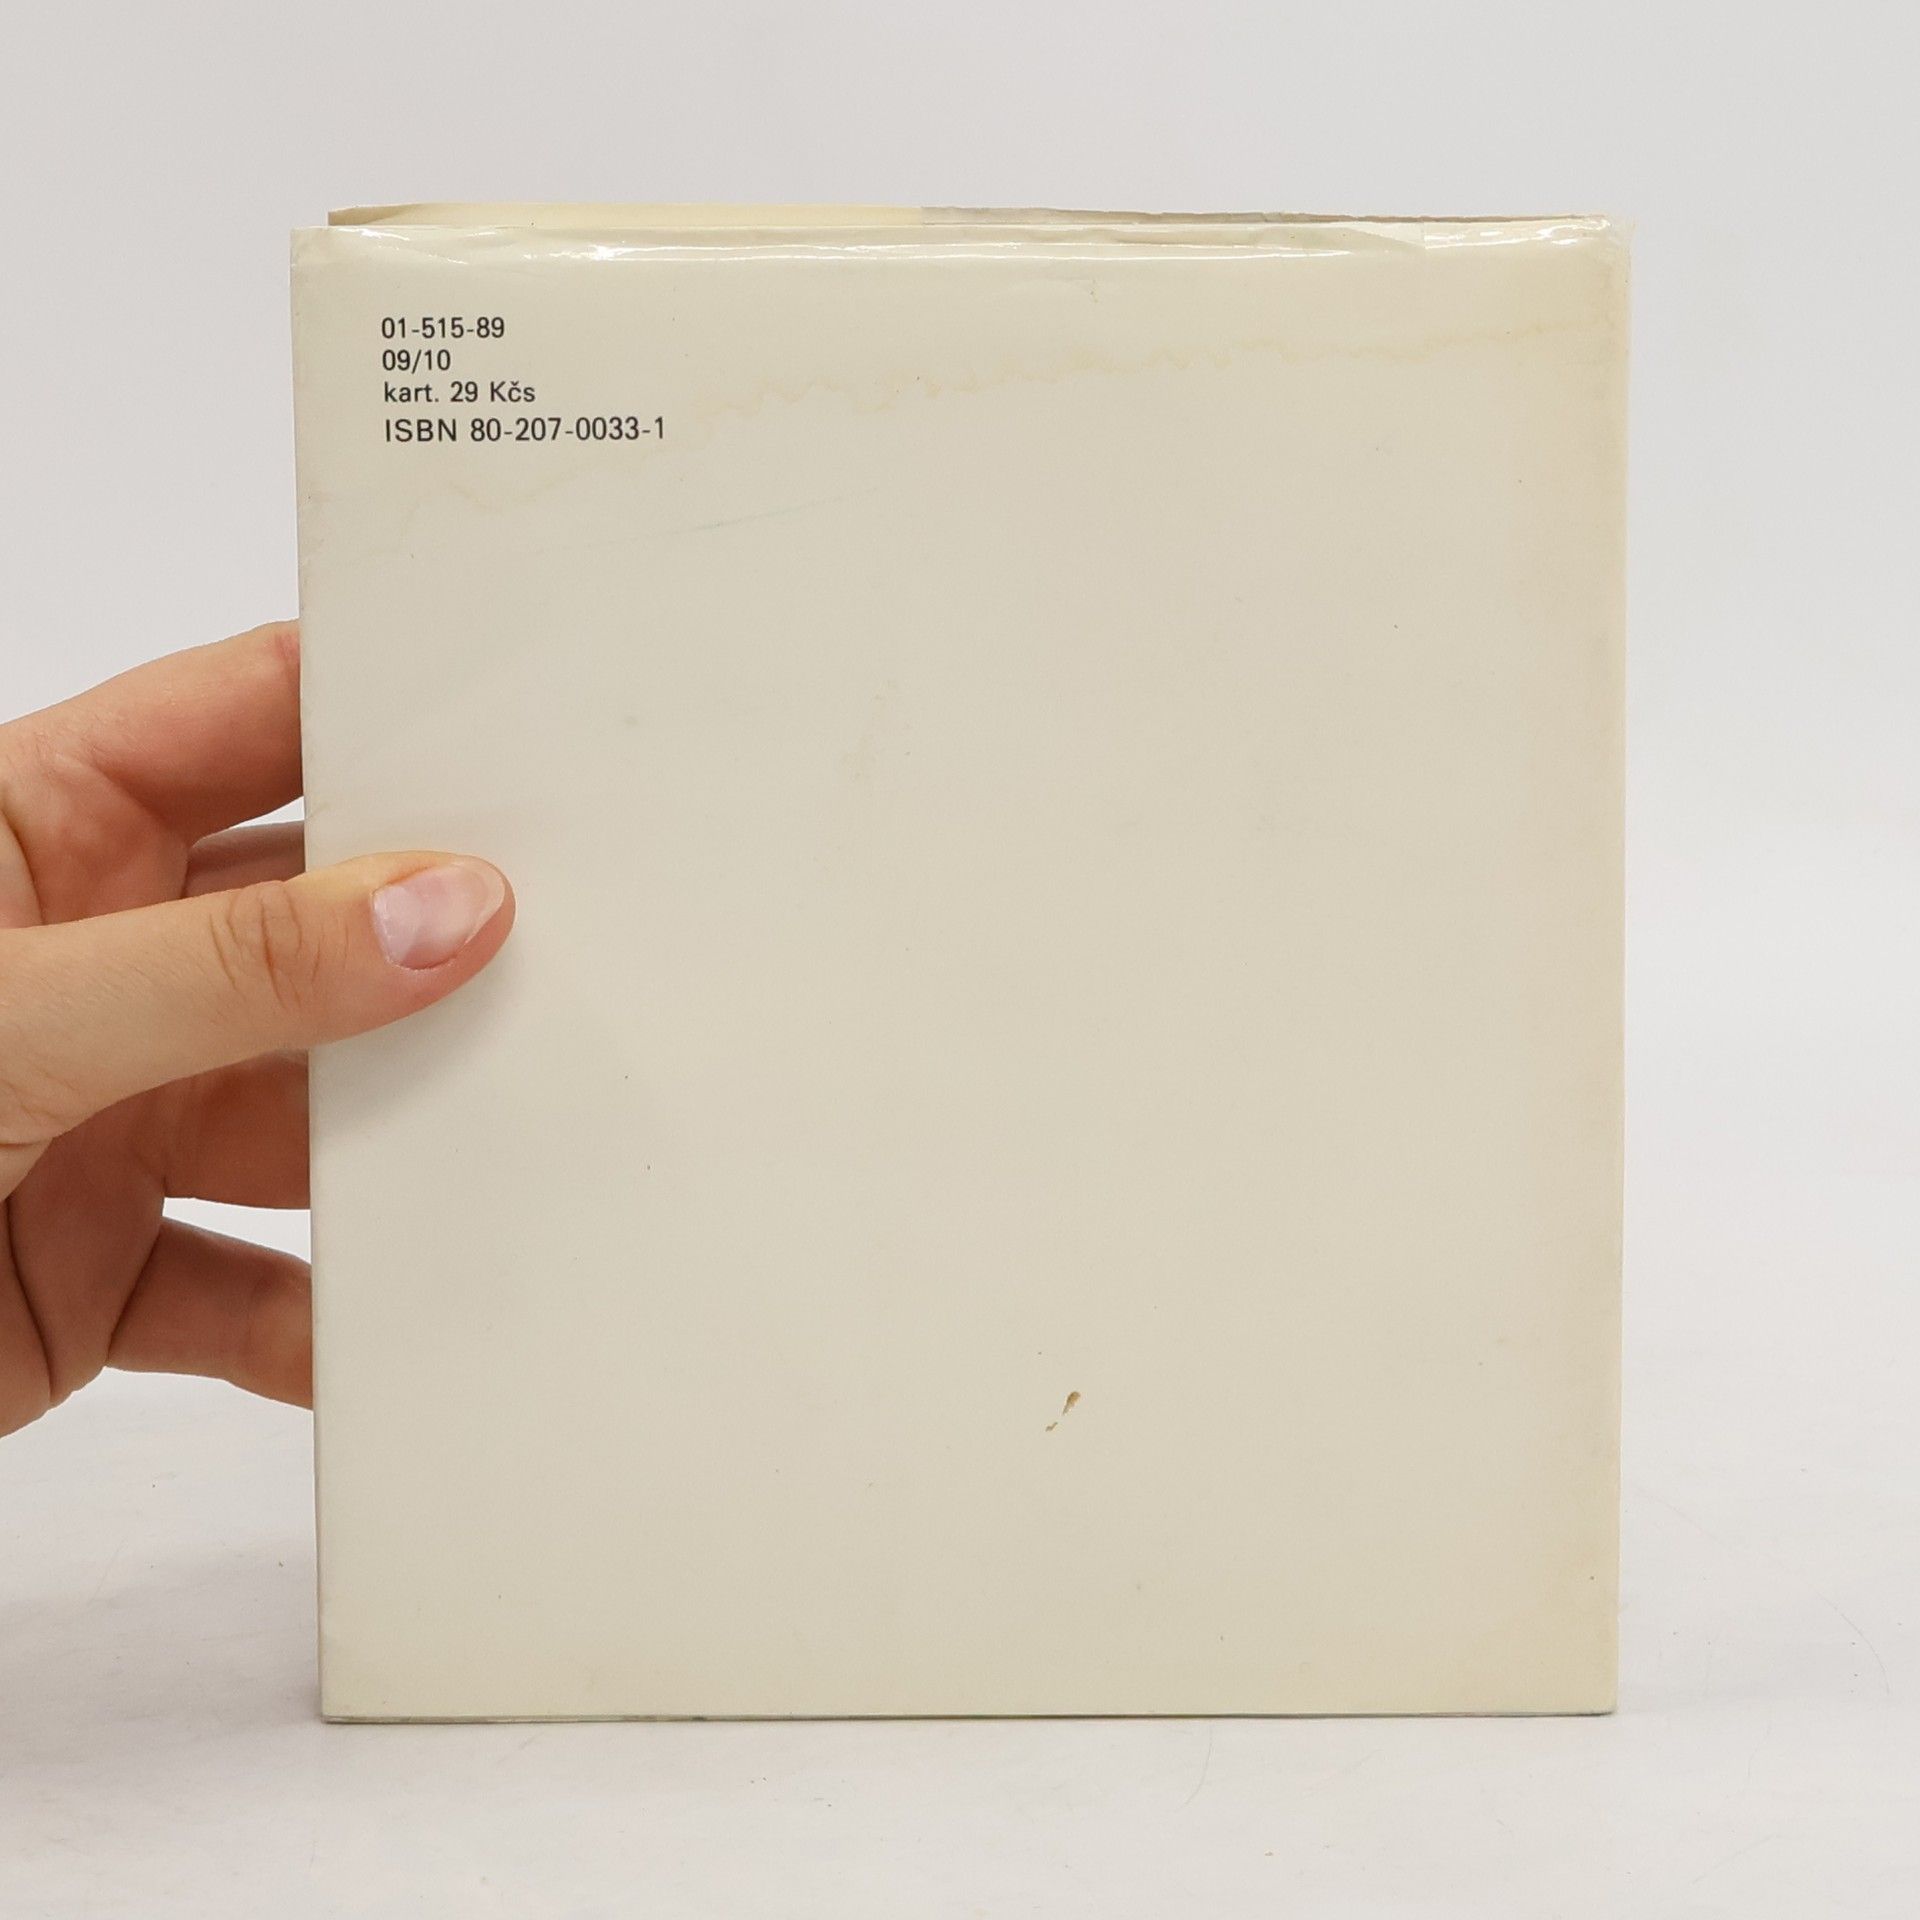 01-515-89
09/10
kart. 29 Kčs
ISBN 80-207-0033-1